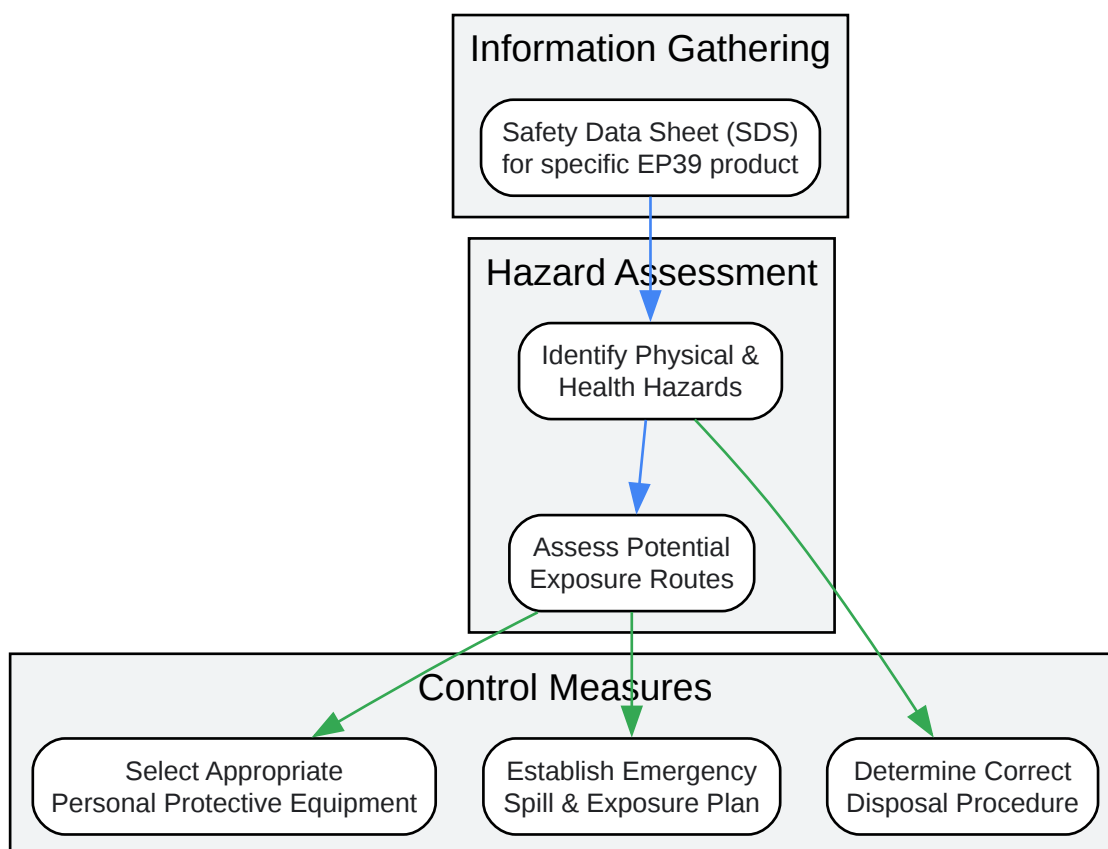 Information Gathering
Safety Data Sheet (SDS)
for specific EP39 product
Hazard Assessment
Identify Physical &
Health Hazards
Assess Potential
Exposure Routes
Control Measures
Select Appropriate
Personal Protective Equipment
Establish Emergency
Spill & Exposure Plan
Determine Correct
Disposal Procedure